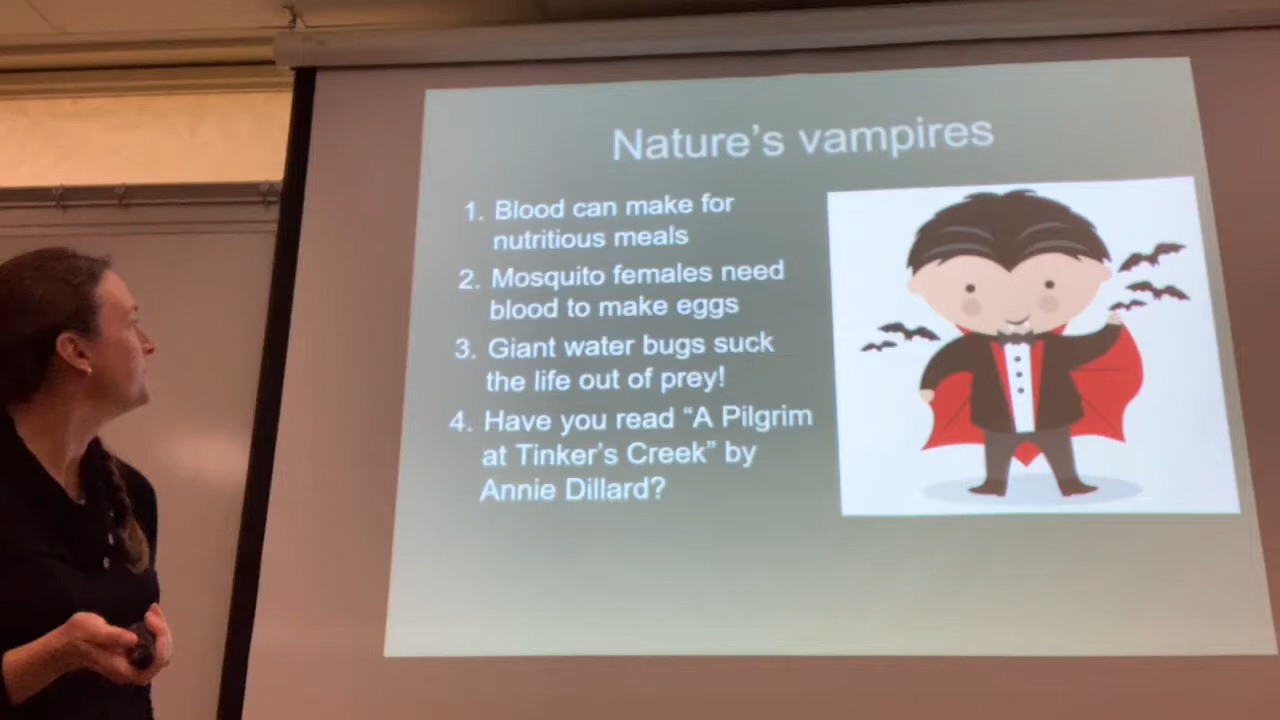 Nature's vampires
1. Blood can make for
nutritious meals
2. Mosquito females need
blood to make eggs
3. Giant water bugs suck
the life out of prey!
4. Have you read “A Pilgrim
at Tinker's Creek” by
Annie Dillard?